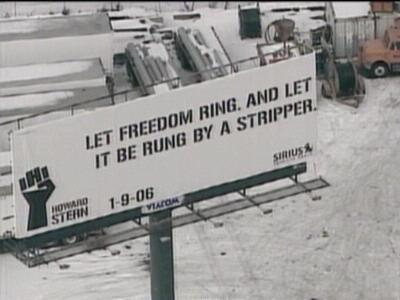 LET FREEDOM RING. AND LET
IT BE RUNG BY A STRIPPER.
HOWARD
STERN
1-9-06
VIACOM
SIRIUS